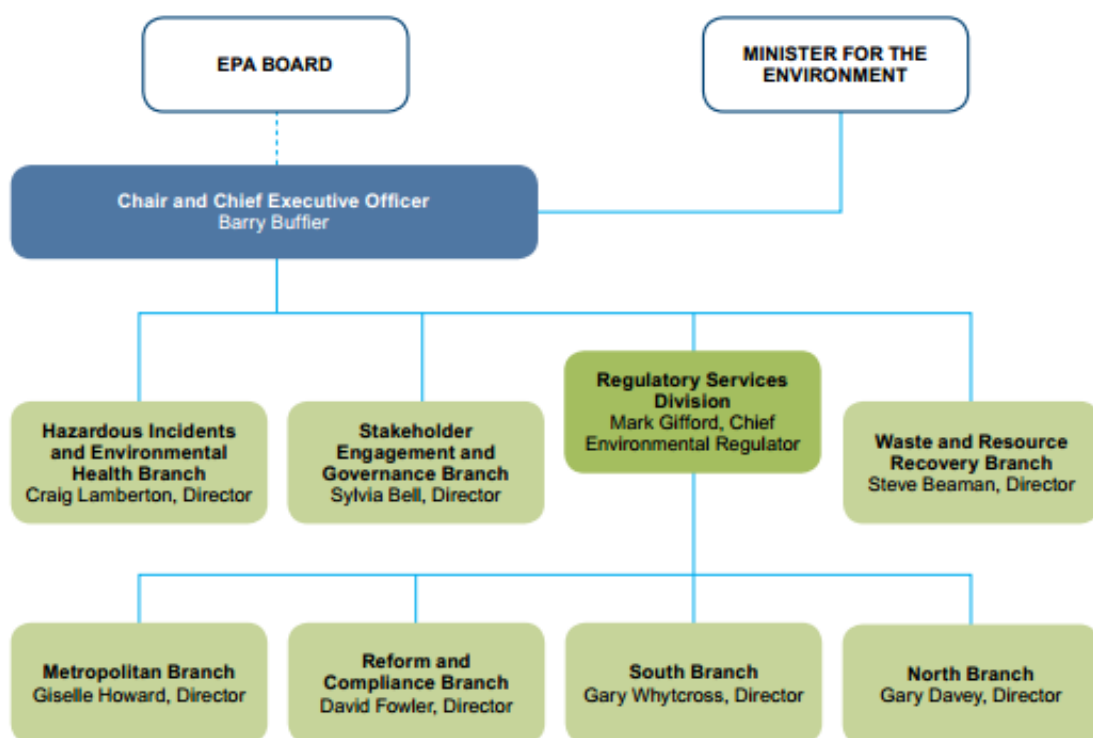 EPA BOARD
MINISTER FOR THE
ENVIRONMENT
Chair and Chief Executive Officer
Barry Buffier
Hazardous Incidents
and Environmental
Health Branch
Craig Lamberton, Director
Stakeholder
Engagement and
Governance Branch
Sylvia Bell, Director
Regulatory Services
Division
Mark Gifford, Chief
Environmental Regulator
Waste and Resource
Recovery Branch
Steve Beaman, Director
Metropolitan Branch
Giselle Howard, Director
Reform and
Compliance Branch
David Fowler, Director
South Branch
Gary Whytcross, Director
North Branch
Gary Davey, Director